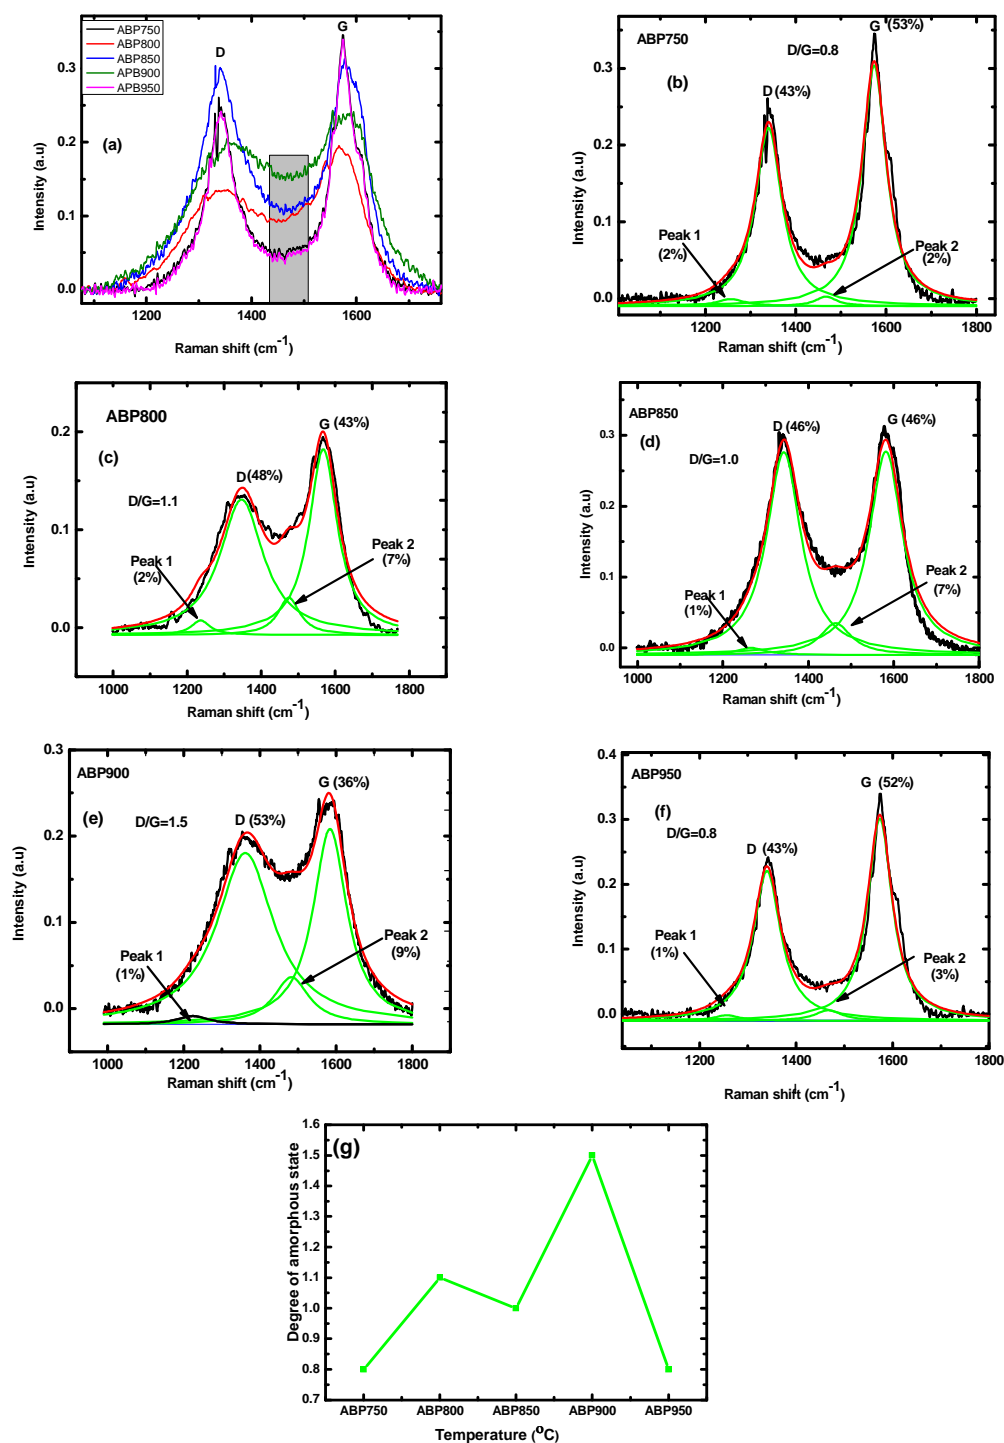 ABP750
ABP800
ABP850
APB900
APB950
D
G
(a)
0.3
0.2
0.1
0.0
Intensity (a.u)
1200 1400 1600
Raman shift (cm-1)
ABP750
G (53%)
D/G=0.8
(b)
D (43%)
Peak 1
(2%)
Peak 2
(2%)
0.3
0.2
0.1
0.0
Intensity (a.u)
1200 1400 1600 1800
Raman shift (cm-1)
ABP800
G (43%)
(c)
D (48%)
D/G=1.1
Peak 1
(2%)
Peak 2
(7%)
0.2
0.1
0.0
Intensity (a.u)
1000 1200 1400 1600 1800
Raman shift (cm-1)
ABP850
G (46%)
D (46%)
(d)
D/G=1.0
Peak 1
(1%)
Peak 2
(7%)
0.3
0.2
0.1
0.0
Intensity (a.u)
1000 1200 1400 1600 1800
Raman shift (cm-1)
ABP900
G (36%)
(e)
D/G=1.5
D (53%)
Peak 1
(1%)
Peak 2
(9%)
0.3
0.2
0.1
0.0
Intensity (a.u)
1000 1200 1400 1600 1800
Raman shift (cm-1)
ABP950
G (52%)
(f)
D/G=0.8
D (43%)
Peak 1
(1%)
Peak 2
(3%)
0.4
0.3
0.2
0.1
0.0
Intensity (a.u)
1200 1400 1600 1800
Raman shift (cm-1)
(g)
1.6
1.5
1.4
1.3
1.2
1.1
1.0
0.9
0.8
0.7
Degree of amorphous state
ABP750 ABP800 ABP850 ABP900 ABP950
Temperature (oC)